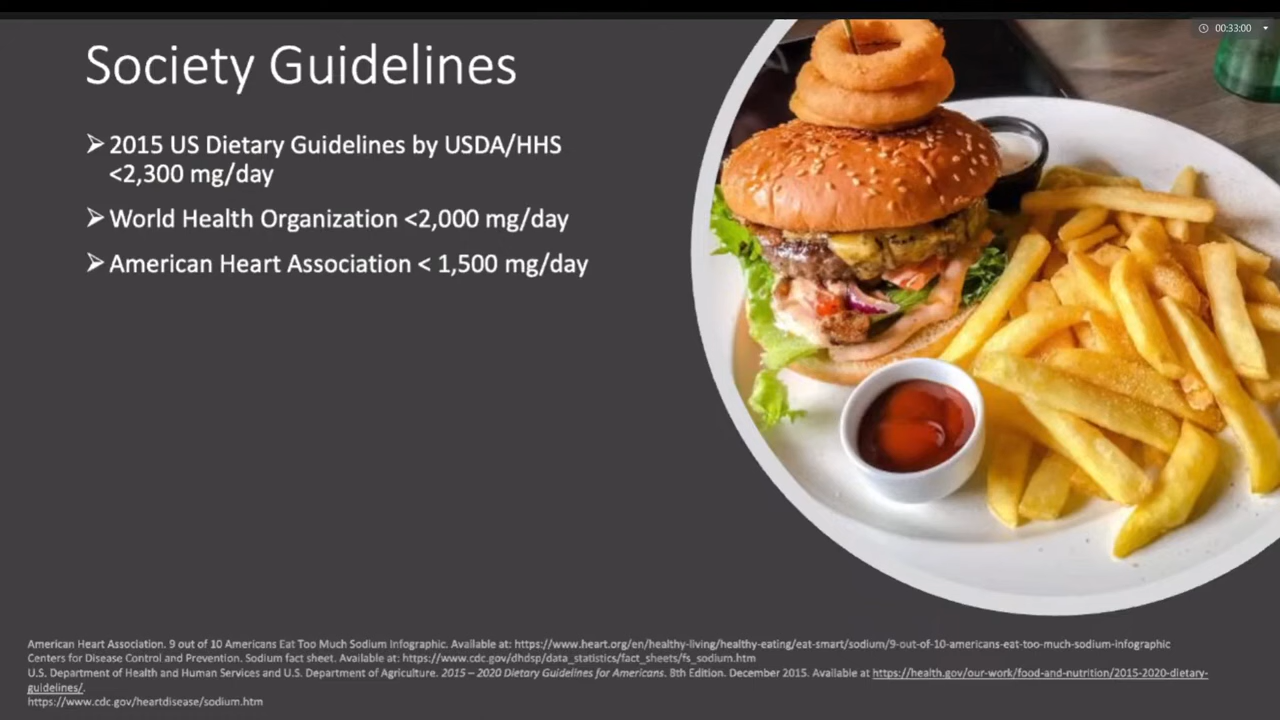 00:33:00
Society Guidelines
➢2015 US Dietary Guidelines by USDA/HHS
<2,300 mg/day
➢World Health Organization <2,000 mg/day
➢American Heart Association < 1,500 mg/day
American Heart Association. 9 out of 10 Americans Eat Too Much Sodium Infographic. Available at: https://www.heart.org/en/healthy-living/healthy-eating/eat-smart/sodium/9-out-of-10-americans-eat-too-much-sodium-infographic
Centers for Disease Control and Prevention. Sodium fact sheet. Available at: https://www.cdc.gov/dhdsp/data_statistics/fact_sheets/fs_sodium.htm
U.S. Department of Health and Human Services and U.S. Department of Agriculture. 2015 – 2020 Dietary Guidelines for Americans. 8th Edition. December 2015. Available at https://health.gov/our-work/food-and-nutrition/2015-2020-dietary-
guidelines/.
https://www.cdc.gov/heartdisease/sodium.htm